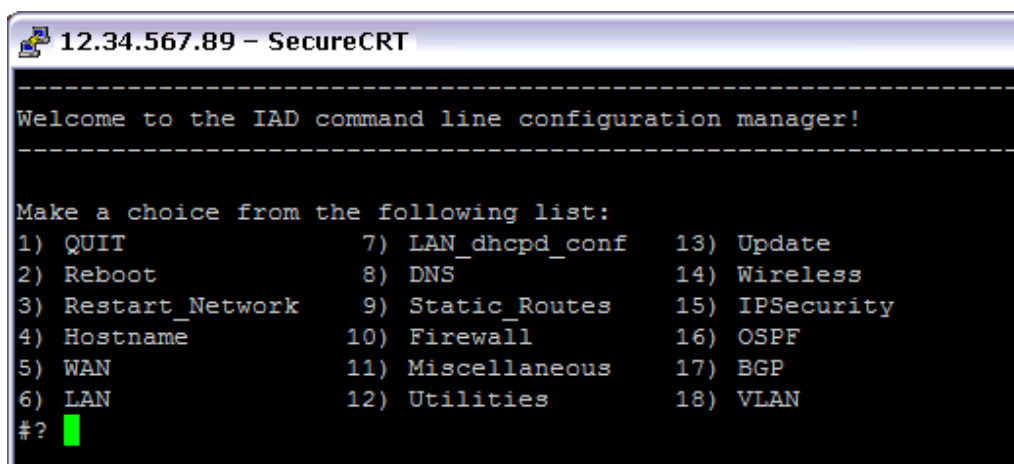 12.34.567.89 – SecureCRT
---------------------------------------------------------------
Welcome to the IAD command line configuration manager!
---------------------------------------------------------------
Make a choice from the following list:
1) QUIT 7) LAN_dhcpd_conf 13) Update
2) Reboot 8) DNS 14) Wireless
3) Restart_Network 9) Static_Routes 15) IPSecurity
4) Hostname 10) Firewall 16) OSPF
5) WAN 11) Miscellaneous 17) BGP
6) LAN 12) Utilities 18) VLAN
#?